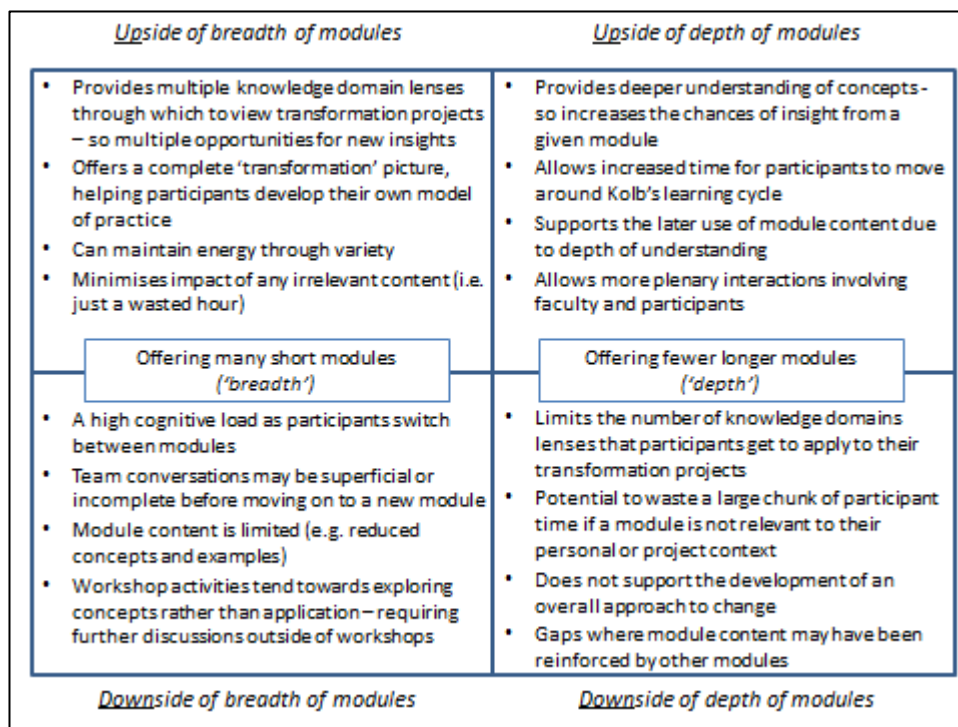 Upside of breadth of modules
Upside of depth of modules
• Provides multiple knowledge domain lenses
through which to view transformation projects
– so multiple opportunities for new insights
• Offers a complete ‘transformation’ picture,
helping participants develop their own model
of practice
• Can maintain energy through variety
• Minimises impact of any irrelevant content (i.e.
just a wasted hour)
• Provides deeper understanding of concepts -
so increases the chances of insight from a
given module
• Allows increased time for participants to move
around Kolb’s learning cycle
• Supports the later use of module content due
to depth of understanding
• Allows more plenary interactions involving
faculty and participants
Offering many short modules
(‘breadth’)
Offering fewer longer modules
(‘depth’)
• A high cognitive load as participants switch
between modules
• Team conversations may be superficial or
incomplete before moving on to a new module
• Module content is limited (e.g. reduced
concepts and examples)
• Workshop activities tend towards exploring
concepts rather than application – requiring
further discussions outside of workshops
• Limits the number of knowledge domains
lenses that participants get to apply to their
transformation projects
• Potential to waste a large chunk of participant
time if a module is not relevant to their
personal or project context
• Does not support the development of an
overall approach to change
• Gaps where module content may have been
reinforced by other modules
Downside of breadth of modules
Downside of depth of modules